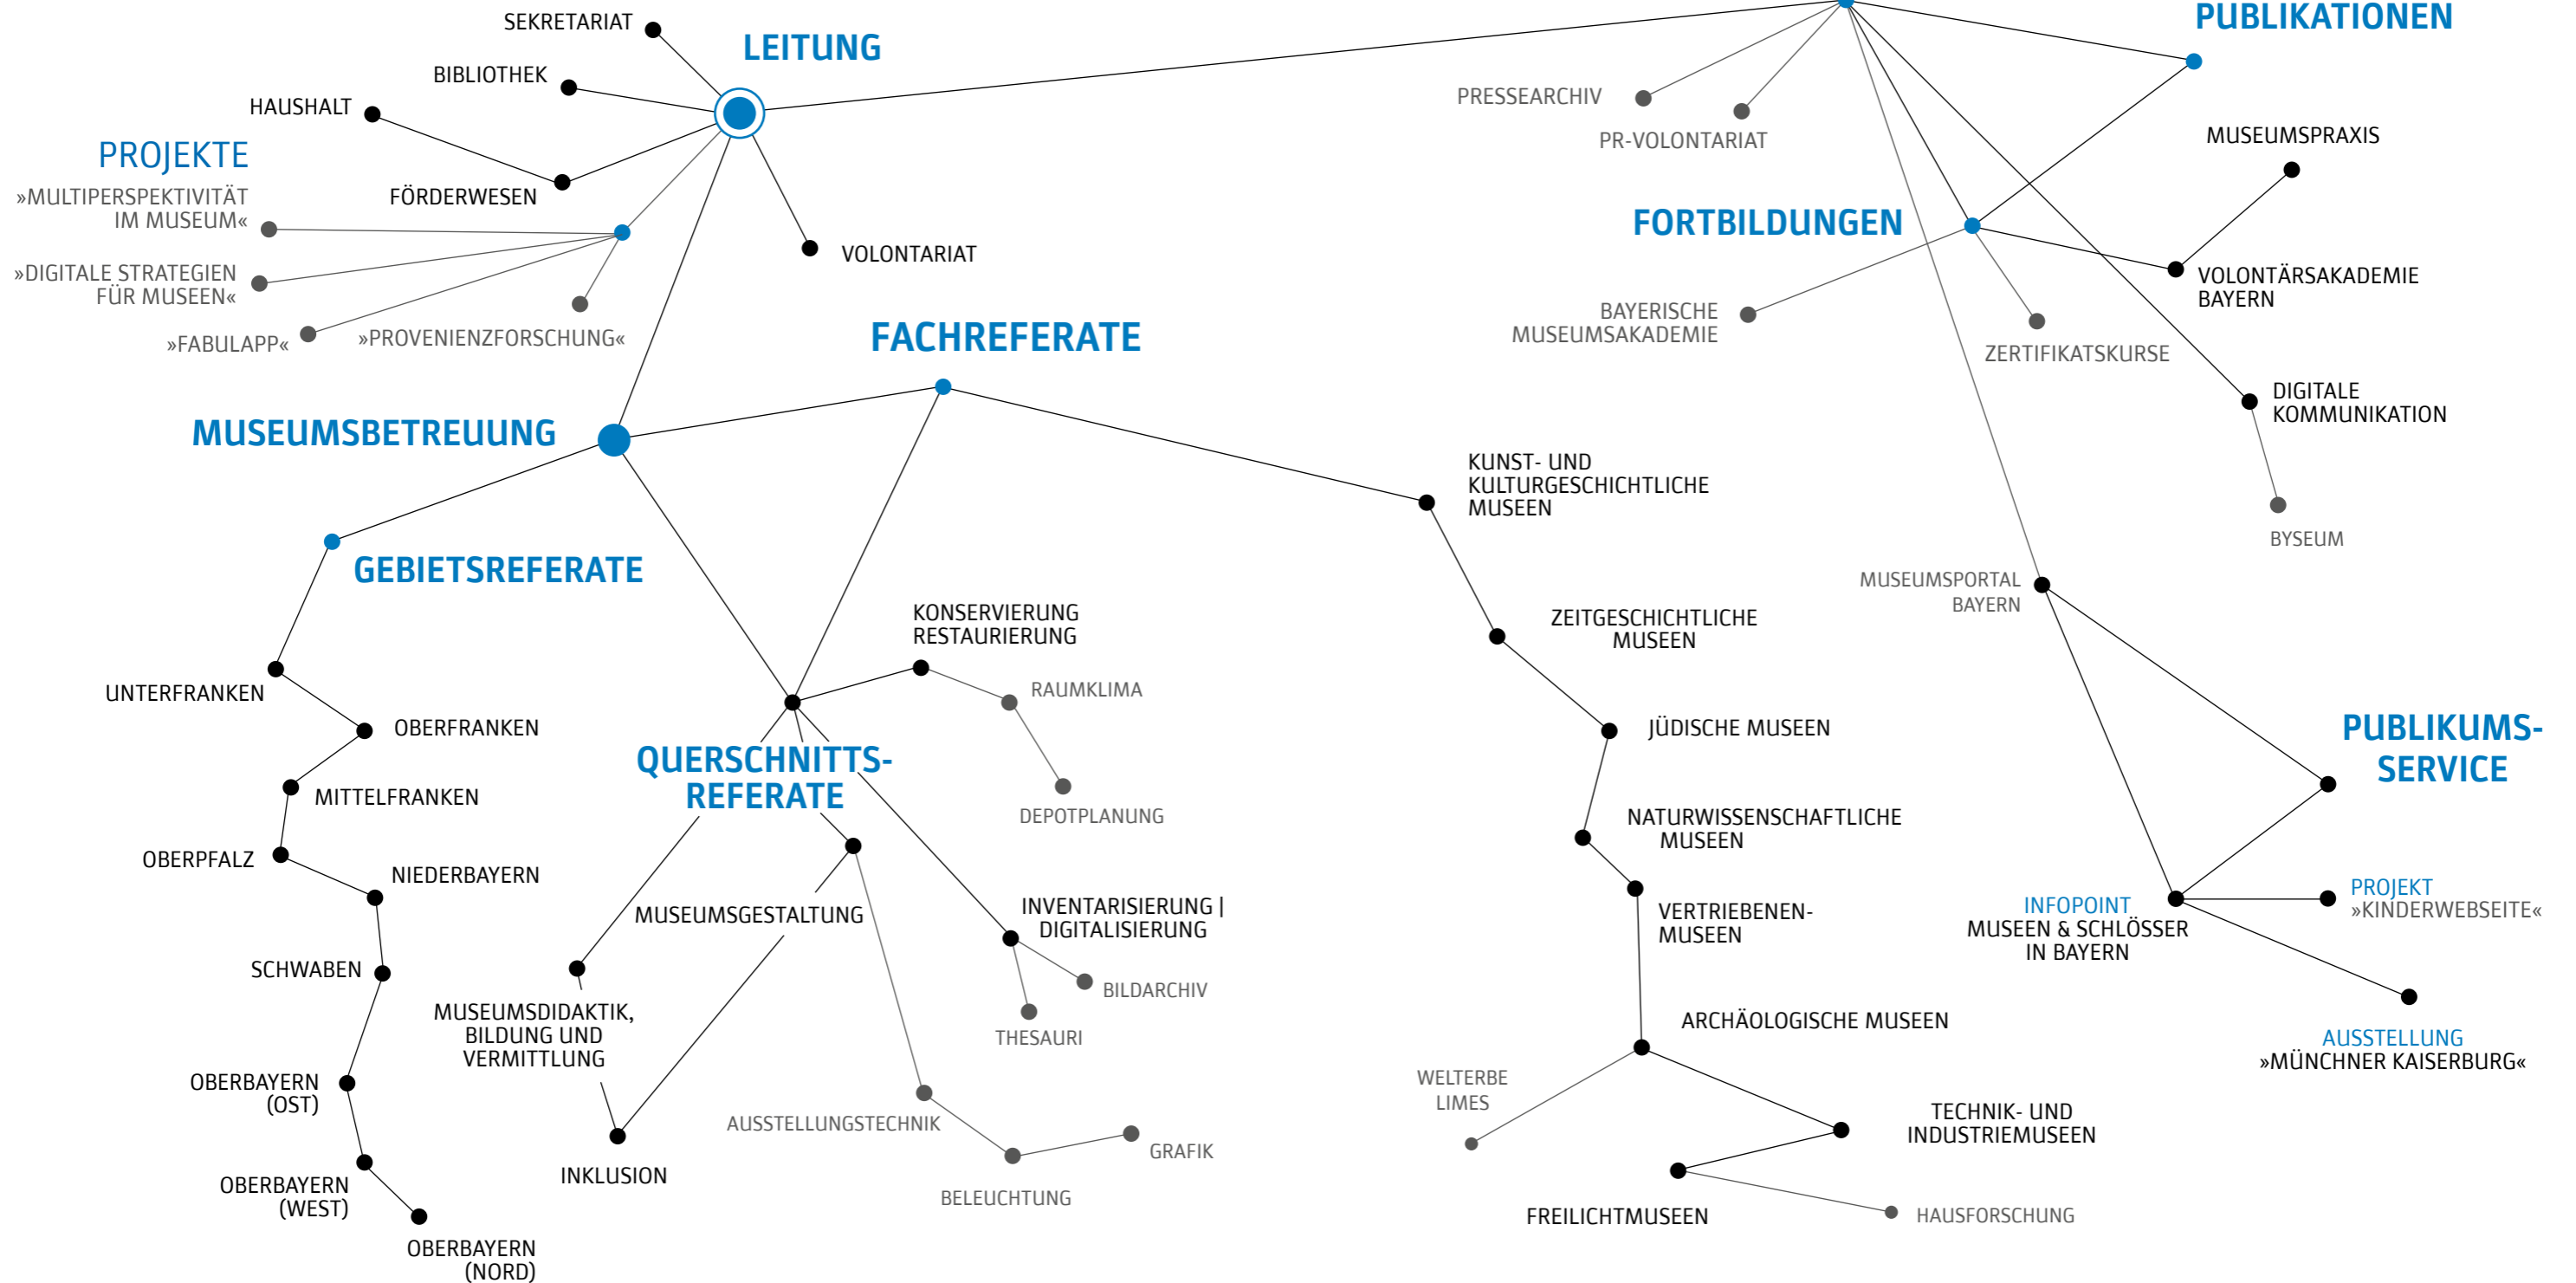 SEKRETARIAT
LEITUNG
BIBLIOTHEK
HAUSHALT
PROJEKTE
»MULTIPERSPEKTIVITÄT
IM MUSEUM«
FÖRDERWESEN
»DIGITALE STRATEGIEN
FÜR MUSEEN«
»FABULAPP«
»PROVENIENZFORSCHUNG«
VOLONTARIAT
PUBLIKATIONEN
PRESSEARCHIV
PR-VOLONTARIAT
MUSEUMSPRAXIS
FORTBILDUNGEN
VOLONTÄRSAKADEMIE
BAYERN
BAYERISCHE
MUSEUMSAKADEMIE
ZERTIFIKATSKURSE
DIGITALE
KOMMUNIKATION
BYSEUM
FACHREFERATE
MUSEUMSBETREUUNG
GEBIETSREFERATE
UNTERFRANKEN
OBERFRANKEN
MITTELFRANKEN
OBERPFALZ
NIEDERBAYERN
SCHWABEN
OBERBAYERN
(OST)
OBERBAYERN
(WEST)
OBERBAYERN
(NORD)
KONSERVIERUNG
RESTAURIERUNG
RAUMKLIMA
DEPOTPLANUNG
QUERSCHNITTS-
REFERATE
MUSEUMSGESTALTUNG
INVENTARISIERUNG |
DIGITALISIERUNG
BILDARCHIV
THESAURI
MUSEUMSDIDAKTIK,
BILDUNG UND
VERMITTLUNG
INKLUSION
AUSSTELLUNGSTECHNIK
BELEUCHTUNG
GRAFIK
KUNST- UND
KULTURGESCHICHTLICHE
MUSEEN
ZEITGESCHICHTLICHE
MUSEEN
JÜDISCHE MUSEEN
NATURWISSENSCHAFTLICHE
MUSEEN
VERTRIEBENEN-
MUSEEN
ARCHÄOLOGISCHE MUSEEN
WELTERBE
LIMES
TECHNIK- UND
INDUSTRIEMUSEEN
FREILICHTMUSEEN
HAUSFORSCHUNG
MUSEUMSPORTAL
BAYERN
PUBLIKUMS-
SERVICE
INFOPOINT
MUSEEN & SCHLÖSSER
IN BAYERN
PROJEKT
»KINDERWEBSEITE«
AUSSTELLUNG
»MÜNCHNER KAISERBURG«